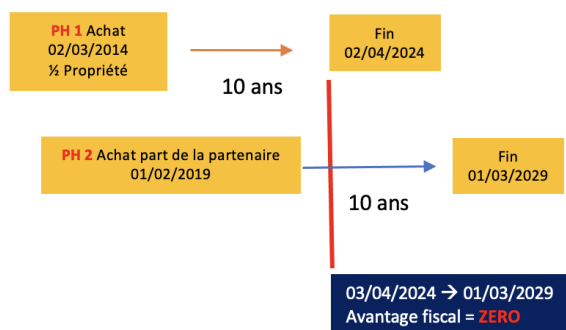 PH 1 Achat
02/03/2014
½ Propriété
Fin
02/04/2024
10 ans
PH 2 Achat part de la partenaire
01/02/2019
Fin
01/03/2029
10 ans
03/04/2024 → 01/03/2029
Avantage fiscal = ZERO